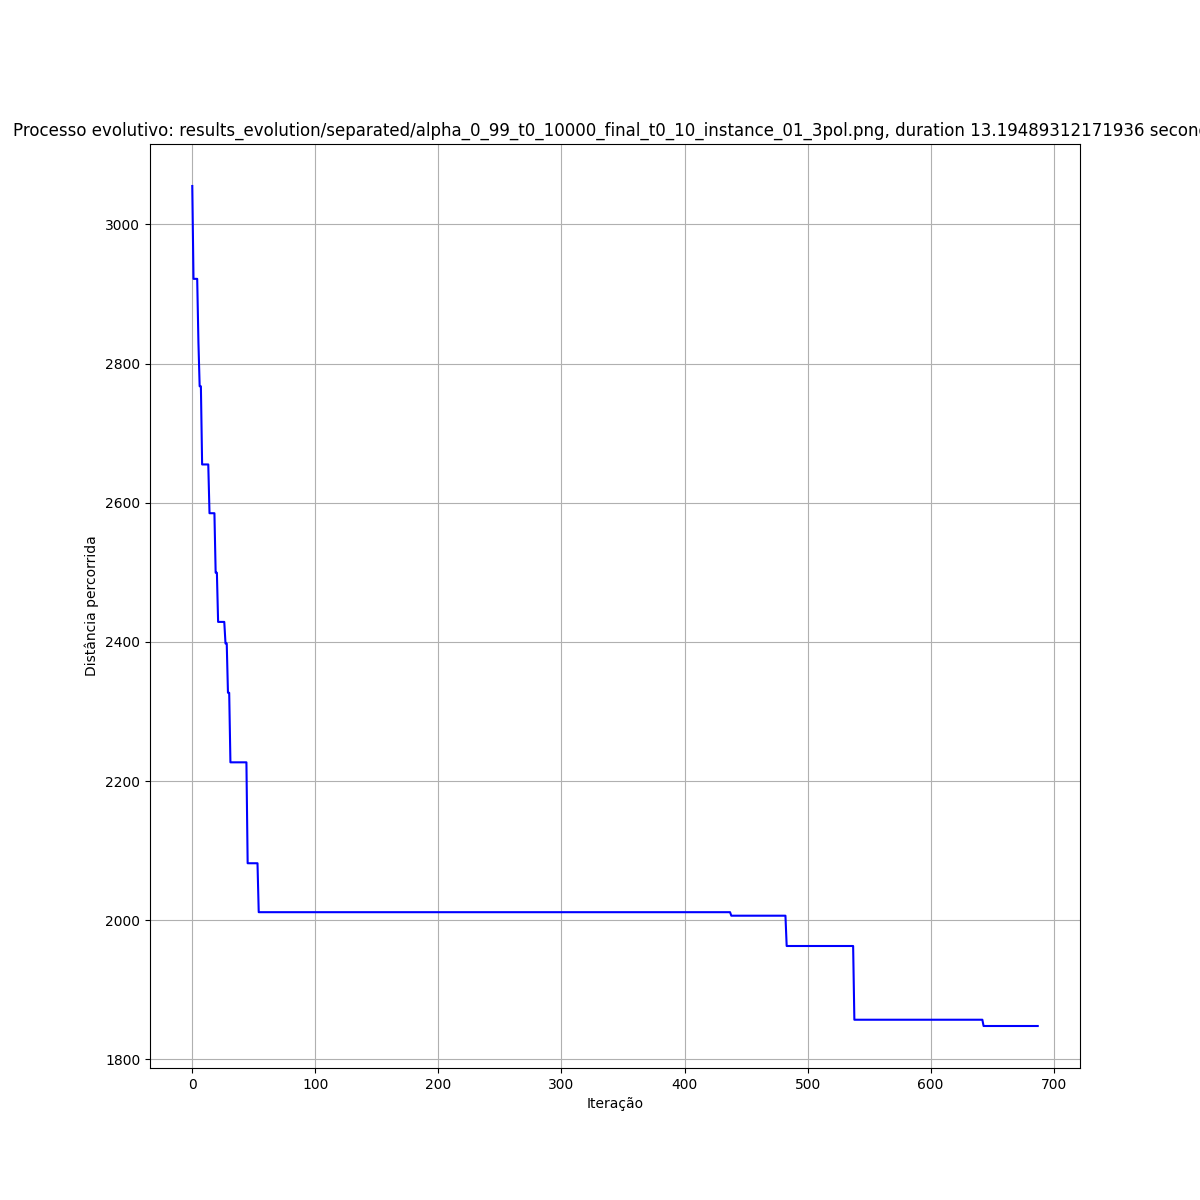 Processo evolutivo: results_evolution/separated/alpha_0_99_t0_10000_final_t0_10_instance_01_3pol.png, duration 13.19489312171936
3000
2800
2600
2400
2200
2000
1800
Distância percorrida
0 100 200 300 400 500 600 700
Iteração